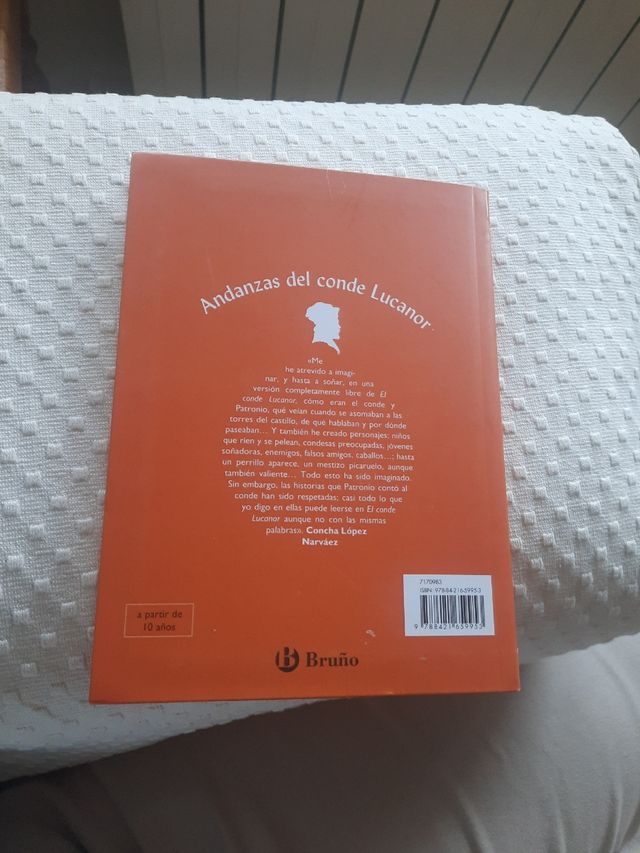 Andanzas del conde Lucanor
«Me
he atrevido a imagi-
nar, y hasta a soñar, en una
versión completamente libre de El
conde Lucanor, cómo eran el conde y
Patronio, qué veían cuando se asomaban a las
torres del castillo, de qué hablaban y por dónde
paseaban... Y también he creado personajes; niños
que ríen y se pelean, condesas preocupadas, jóvenes
soñadoras, enemigos, falsos amigos, caballos...; hasta
un perrillo aparece, un mestizo picaruelo, aunque
también valiente... Todo esto ha sido imaginado.
Sin embargo, las historias que Patronio contó al
conde han sido respetadas; casi todo lo que
yo digo en ellas puede leerse en El conde
Lucanor aunque no con las mismas
palabras». Concha López
Narváez
7170983
ISBN: 9788421659953
9 788421 659953
a partir de
10 años
Bruño